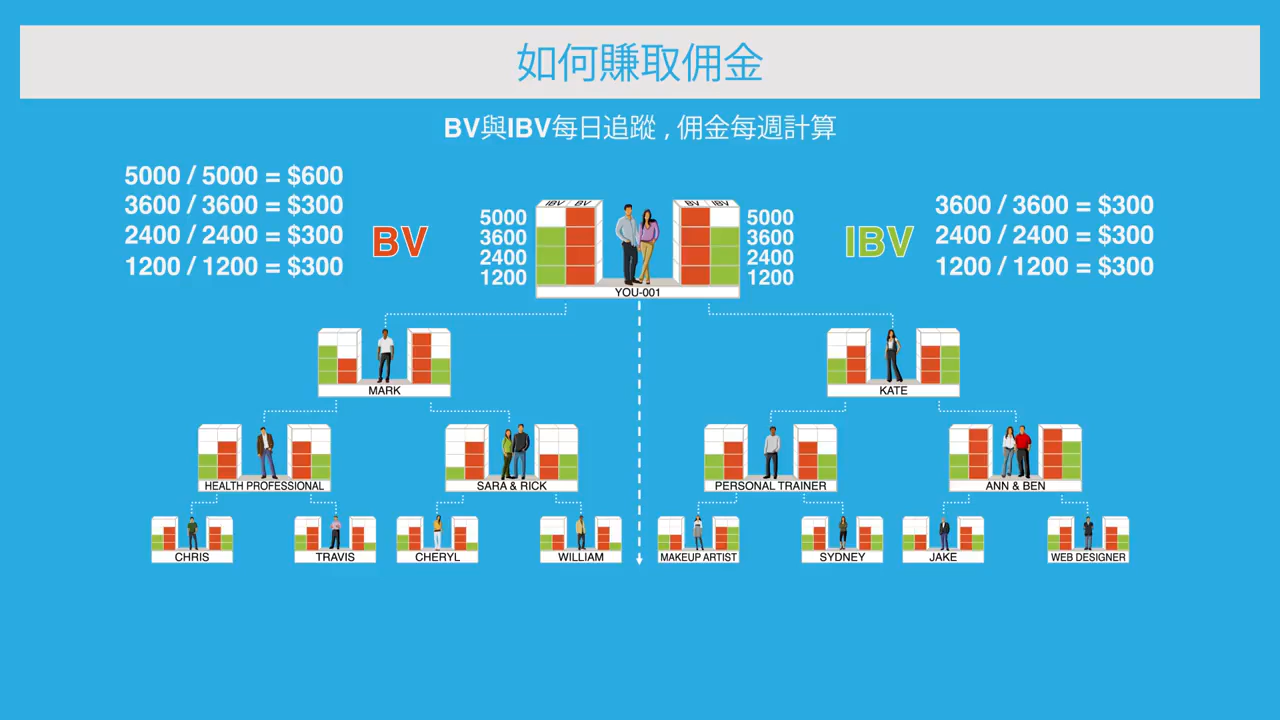 如何賺取佣金
BV與IBV每日追蹤 , 佣金每週計算
5000 / 5000 = $600
3600 / 3600 = $300
2400 / 2400 = $300
1200 / 1200 = $300
BV
5000
3600
2400
1200
IBV BV
BV IBV
YOU-001
5000
3600
2400
1200
IBV
3600 / 3600 = $300
2400 / 2400 = $300
1200 / 1200 = $300
MARK
KATE
HEALTH PROFESSIONAL
SARA & RICK
PERSONAL TRAINER
ANN & BEN
CHRIS
TRAVIS
CHERYL
WILLIAM
MAKEUP ARTIST
SYDNEY
JAKE
WEB DESIGNER